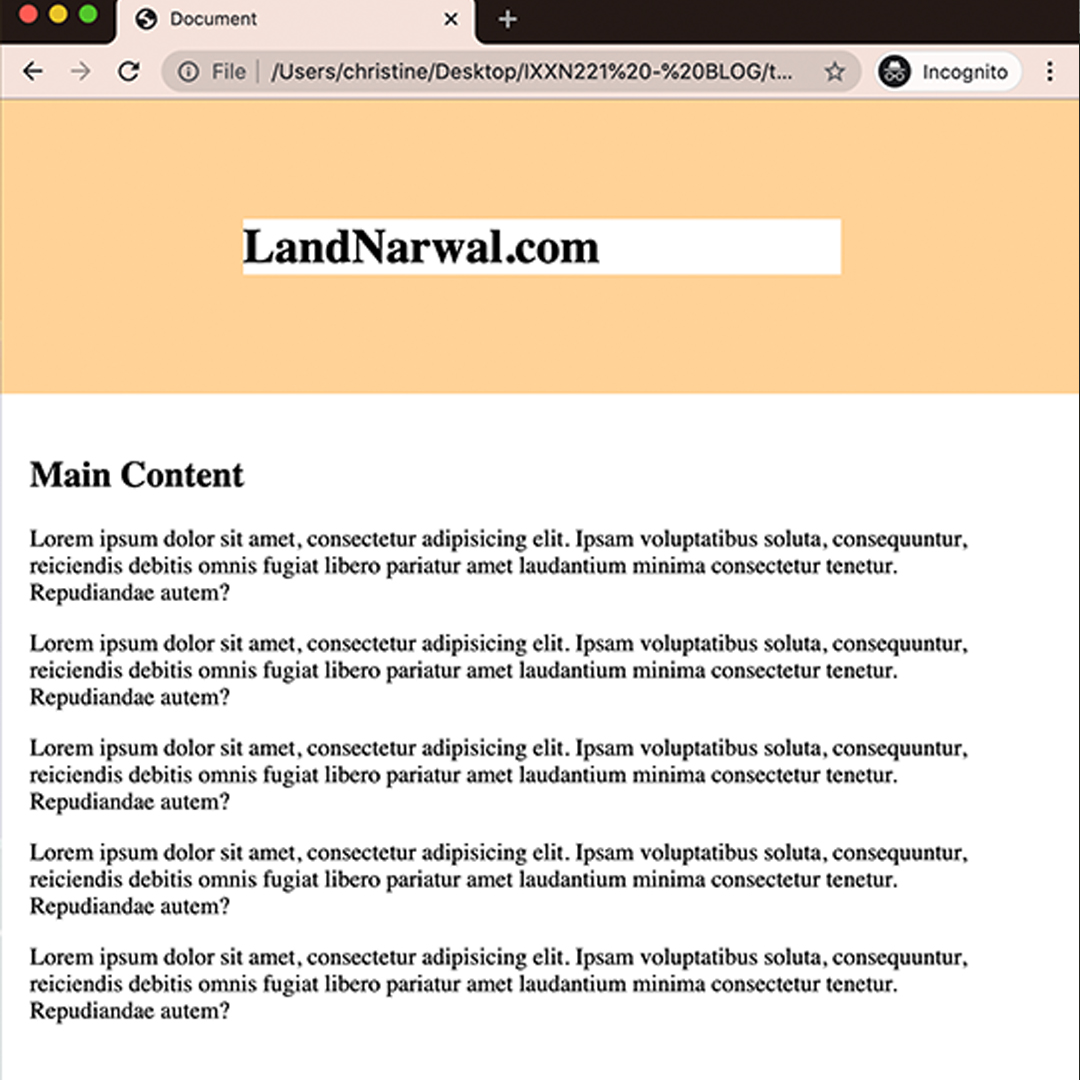 Document
File | /Users/christine/Desktop/IXXN221%20-%20BLOG/t... Incognito
LandNarwal.com
Main Content
Lorem ipsum dolor sit amet, consectetur adipisicing elit. Ipsam voluptatibus soluta, consequuntur,
reiciendis debitis omnis fugiat libero pariatur amet laudantium minima consectetur tenetur.
Repudiandae autem?
Lorem ipsum dolor sit amet, consectetur adipisicing elit. Ipsam voluptatibus soluta, consequuntur,
reiciendis debitis omnis fugiat libero pariatur amet laudantium minima consectetur tenetur.
Repudiandae autem?
Lorem ipsum dolor sit amet, consectetur adipisicing elit. Ipsam voluptatibus soluta, consequuntur,
reiciendis debitis omnis fugiat libero pariatur amet laudantium minima consectetur tenetur.
Repudiandae autem?
Lorem ipsum dolor sit amet, consectetur adipisicing elit. Ipsam voluptatibus soluta, consequuntur,
reiciendis debitis omnis fugiat libero pariatur amet laudantium minima consectetur tenetur.
Repudiandae autem?
Lorem ipsum dolor sit amet, consectetur adipisicing elit. Ipsam voluptatibus soluta, consequuntur,
reiciendis debitis omnis fugiat libero pariatur amet laudantium minima consectetur tenetur.
Repudiandae autem?